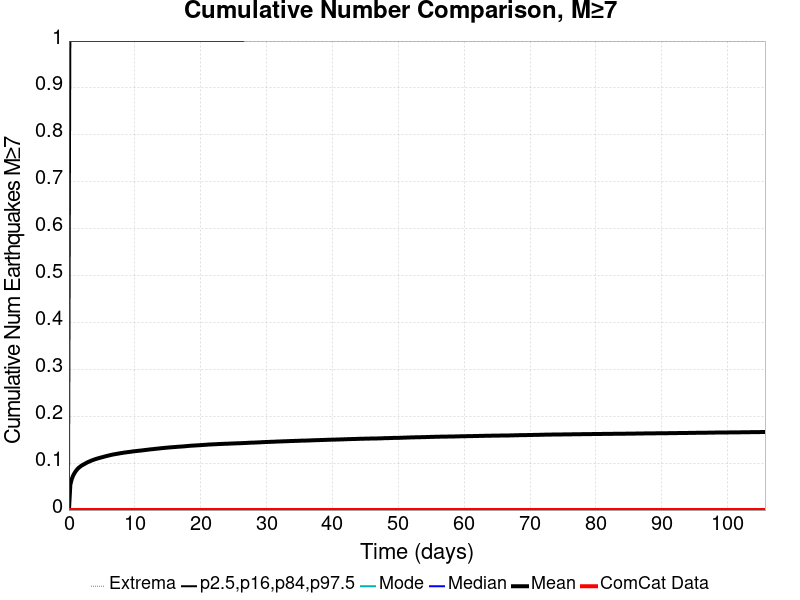 Cumulative Number Comparison, M≥7
Cumulative Num Earthquakes M≥7
1
0.9
0.8
0.7
0.6
0.5
0.4
0.3
0.2
0.1
0
0 10 20 30 40 50 60 70 80 90 100
Time (days)
Extrema p2.5,p16,p84,p97.5 Mode Median Mean ComCat Data